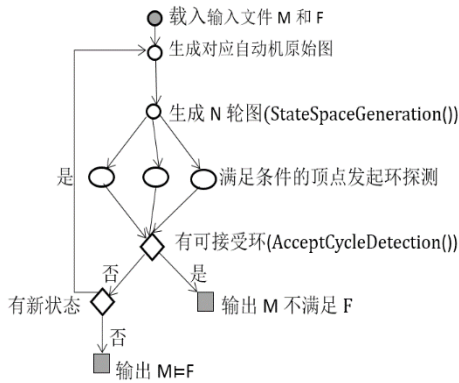 载入输入文件 M 和 F
生成对应自动机原始图
生成 N 轮图(StateSpaceGeneration())
是
满足条件的顶点发起环探测
有可接受环(AcceptCycleDetection())
否
是
有新状态
输出 M 不满足 F
否
输出 M⊨F